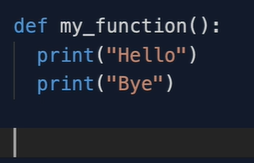 def my_function():
  print("Hello")
  print("Bye")